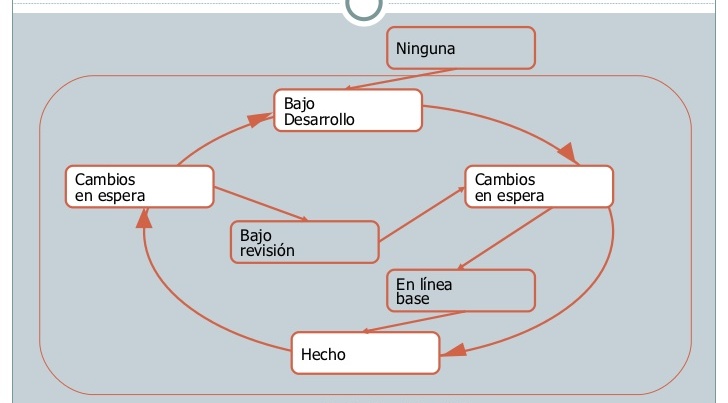 Ninguna
Bajo
Desarrollo
Cambios
en espera
Cambios
en espera
Bajo
revisión
En línea
base
Hecho